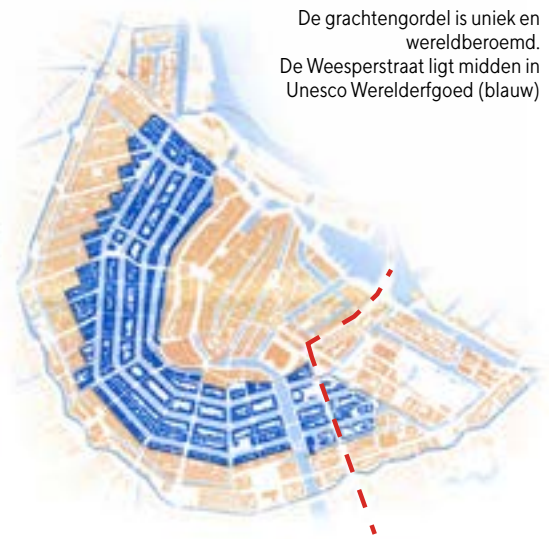 De grachtengordel is uniek en
wereldberoemd.
De Weesperstraat ligt midden in
Unesco Werelderfgoed (blauw)